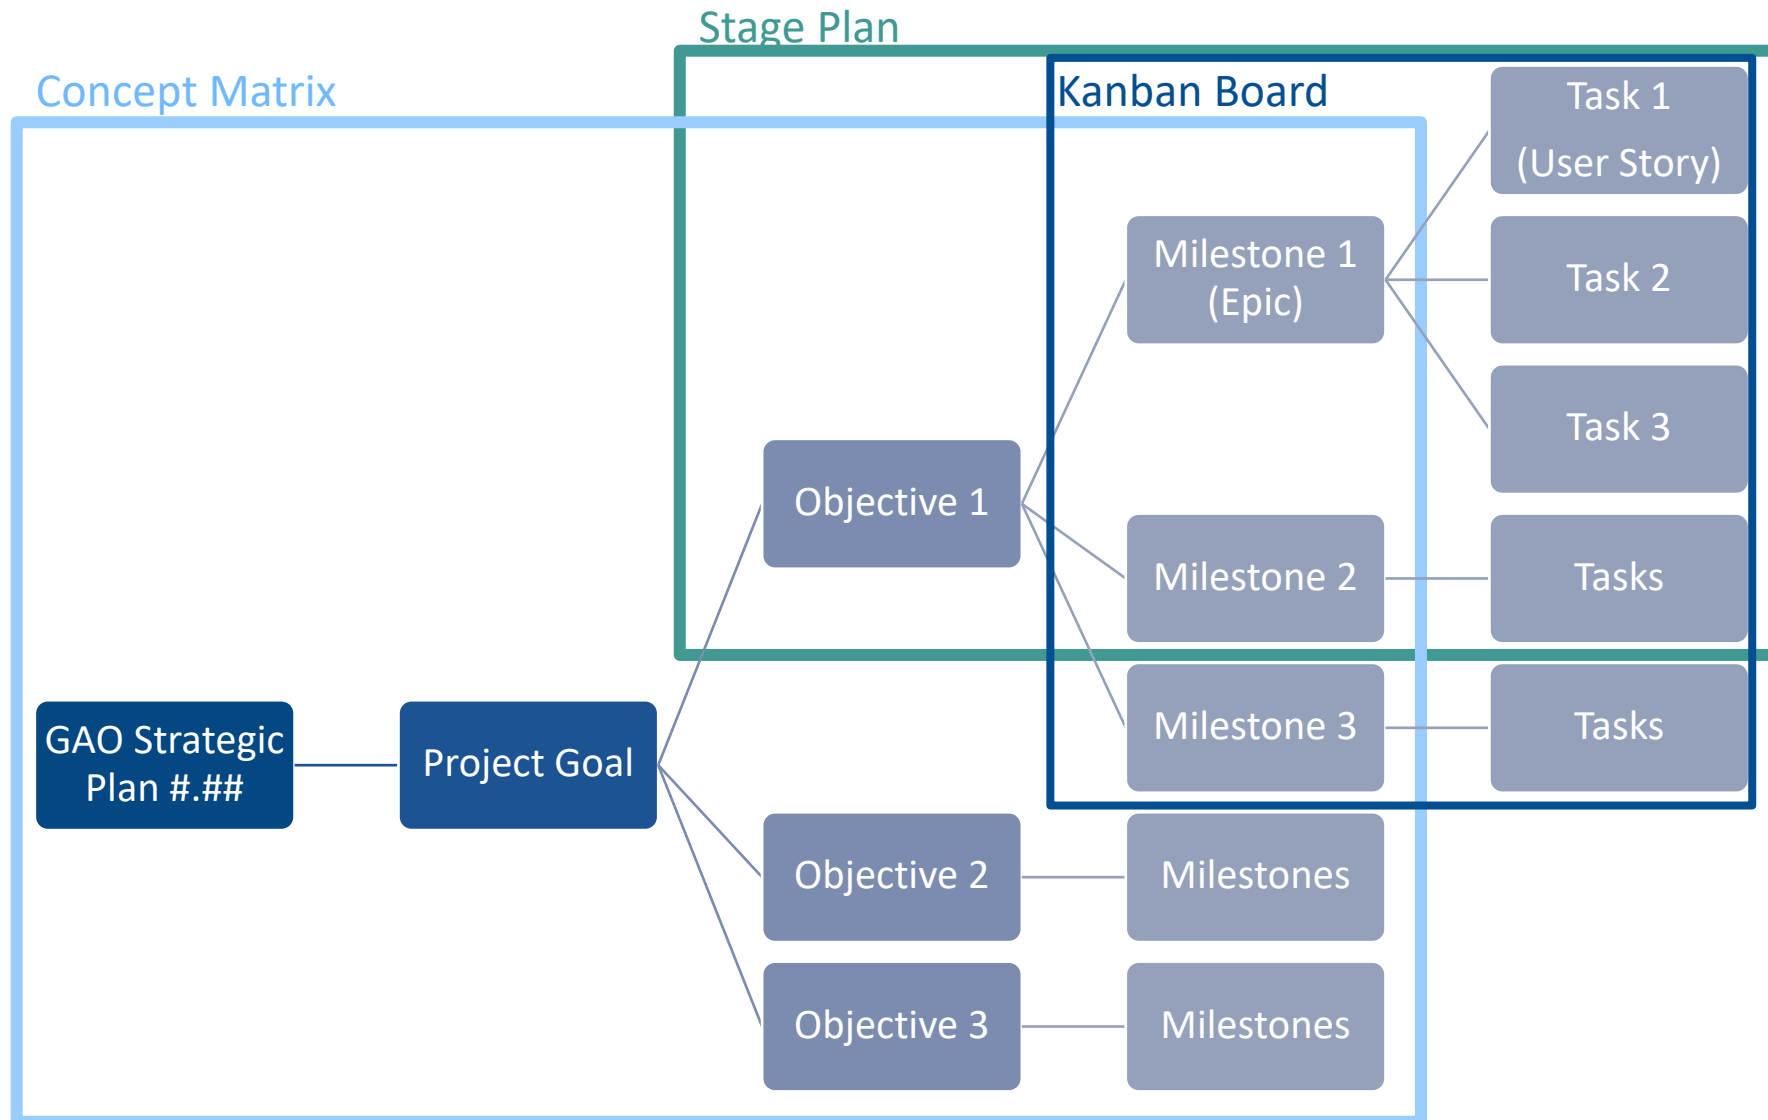 Stage Plan
Concept Matrix
Kanban Board
Task 1
(User Story)
Milestone 1
(Epic)
Task 2
Task 3
Objective 1
Milestone 2
Tasks
GAO Strategic
Plan #.##
Project Goal
Milestone 3
Tasks
Objective 2
Milestones
Objective 3
Milestones